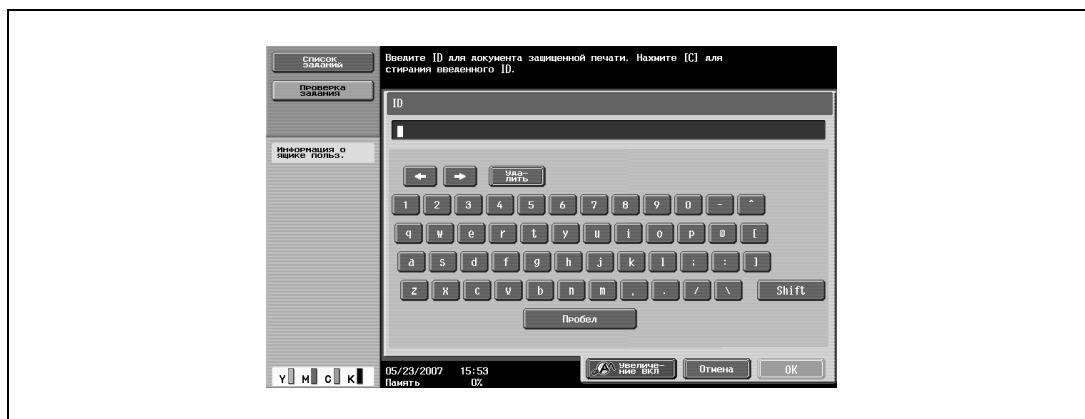 Список
заданий
Проверка
задания
Информация о
ящике польз.
Введите ID для документа защищенной печати. Нажмите [C] для
стирания введенного ID.
ID
Уда-
лить
1 2 3 4 5 6 7 8 9 0 - ^
q w e r t y u i o p @ [
a s d f g h j k l ; : ]
z x c v b n m , . / \ Shift
Пробел
Y M C K
05/23/2007 15:53
Память 0%
Увеличе-
ние вкл
Отмена
OK